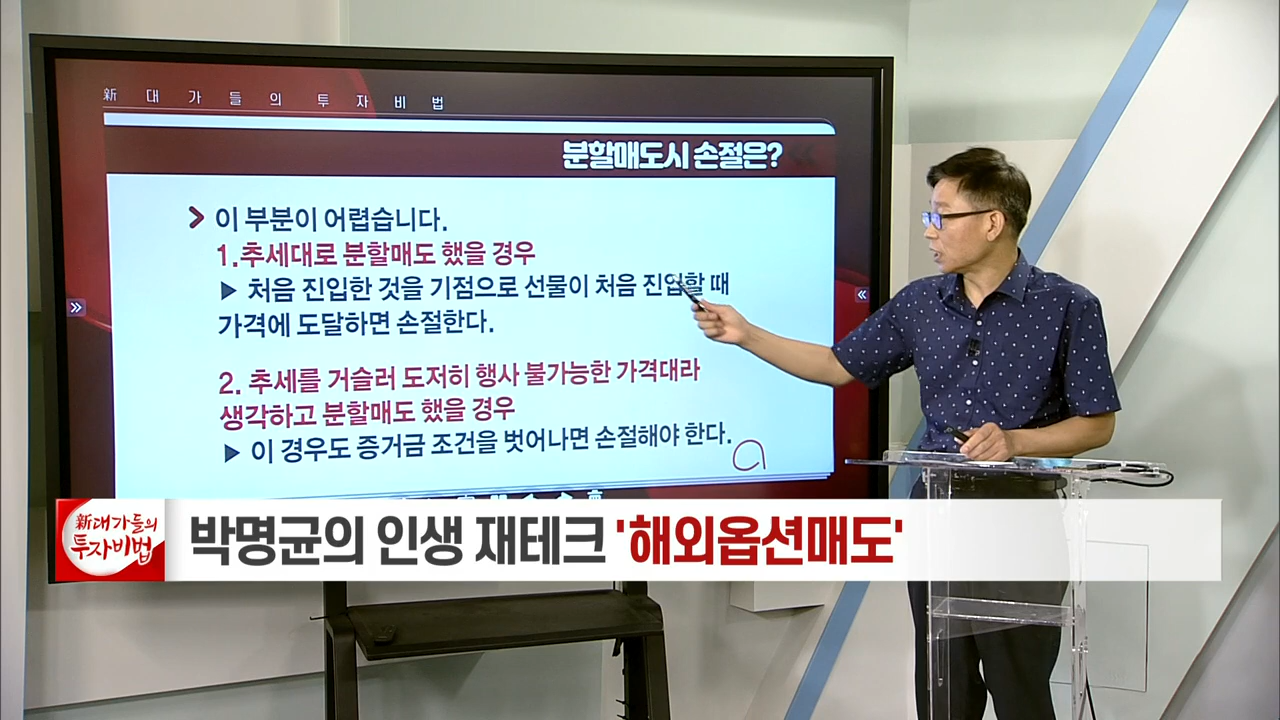 新 대 가 들 의 투 자 비 법
분할매도시 손절은?
이 부분이 어렵습니다.
1.추세대로 분할매도 했을 경우
▶ 처음 진입한 것을 기점으로 선물이 처음 진입할 때
가격에 도달하면 손절한다.
2. 추세를 거슬러 도저히 행사 불가능한 가격대라
생각하고 분할매도 했을 경우
▶ 이 경우도 증거금 조건을 벗어나면 손절해야 한다.
新대가들의
투자비법
박명균의 인생 재테크 '해외옵션매도'